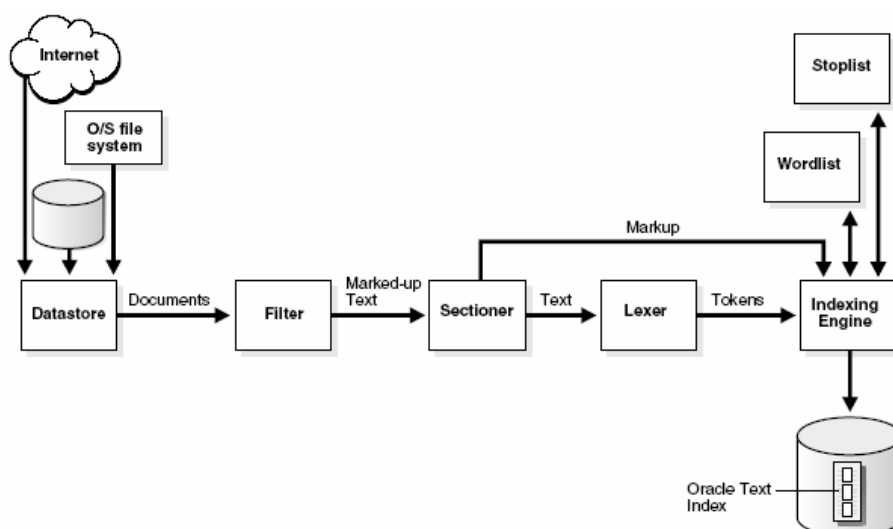 Internet
Stoplist
O/S file
system
Wordlist
Markup
Marked-up
Text
Documents
Text
Tokens
Datastore
Filter
Sectioner
Lexer
Indexing
Engine
Oracle Text
Index